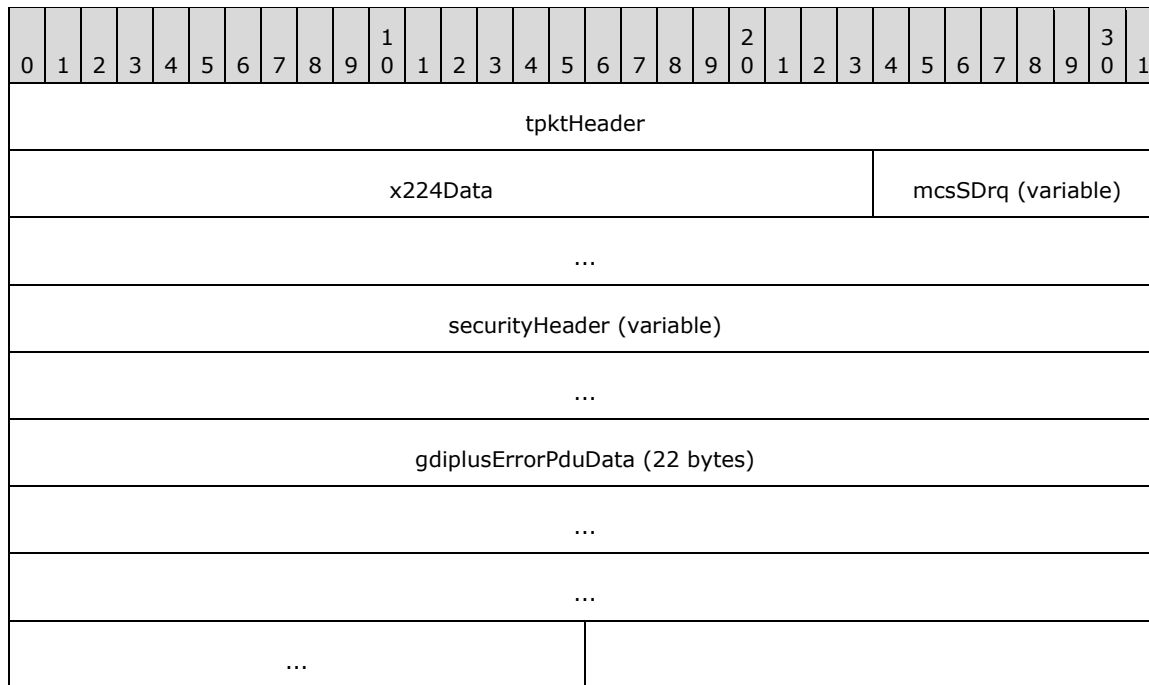 1 2 3
0 1 2 3 4 5 6 7 8 9 0 1 2 3 4 5 6 7 8 9 0 1 2 3 4 5 6 7 8 9 0 1
tpktHeader
x224Data mcsSDrq (variable)
...
securityHeader (variable)
...
gdiplusErrorPduData (22 bytes)
...
...
...